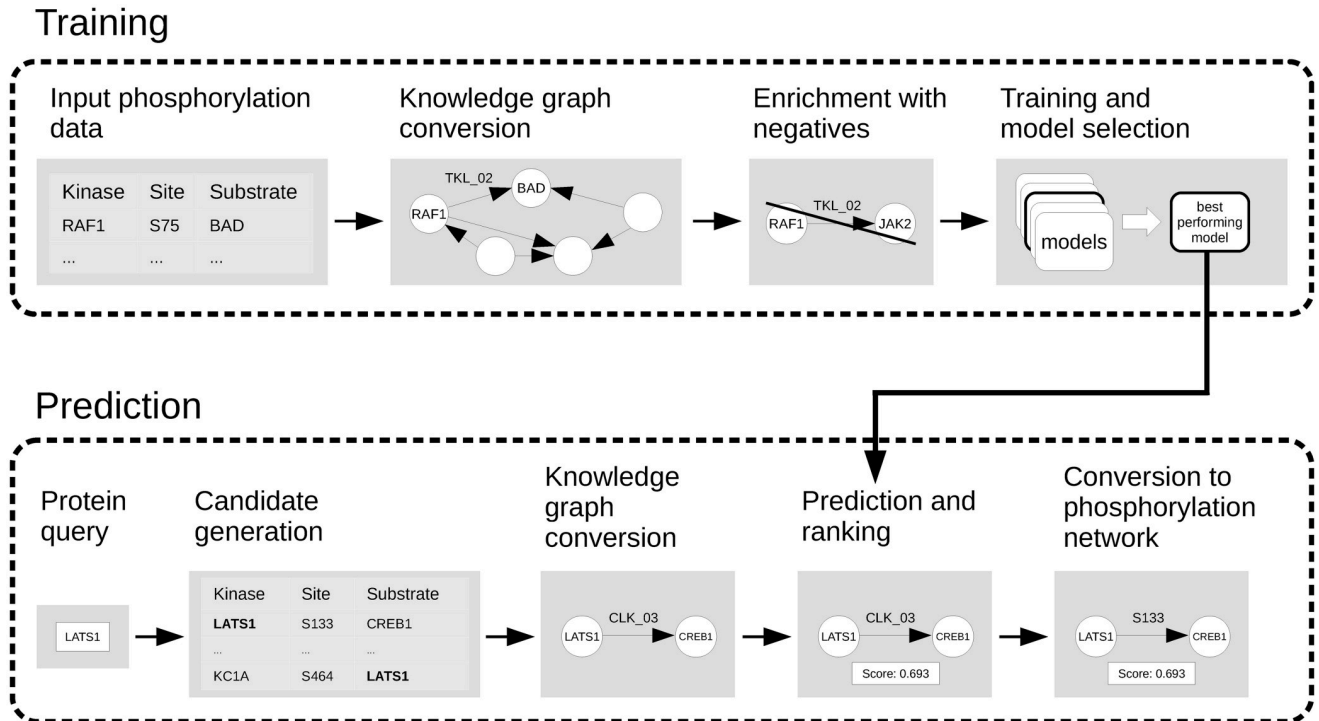 Training
Input phosphorylation
data
Knowledge graph
conversion
Enrichment with
negatives
Training and
model selection
Kinase Site Substrate
RAF1 S75 BAD
... ... ...
TKL_02
BAD
RAF1
TKL_02
RAF1
JAK2
models
best
performing
model
Prediction
Protein
query
Candidate
generation
Knowledge
graph
conversion
Prediction and
ranking
Conversion to
phosphorylation
network
LATS1
Kinase Site Substrate
LATS1 S133 CREB1
... ... ...
KC1A S464 LATS1
CLK_03
LATS1 CREB1
CLK_03
LATS1 CREB1
Score: 0.693
S133
LATS1 CREB1
Score: 0.693